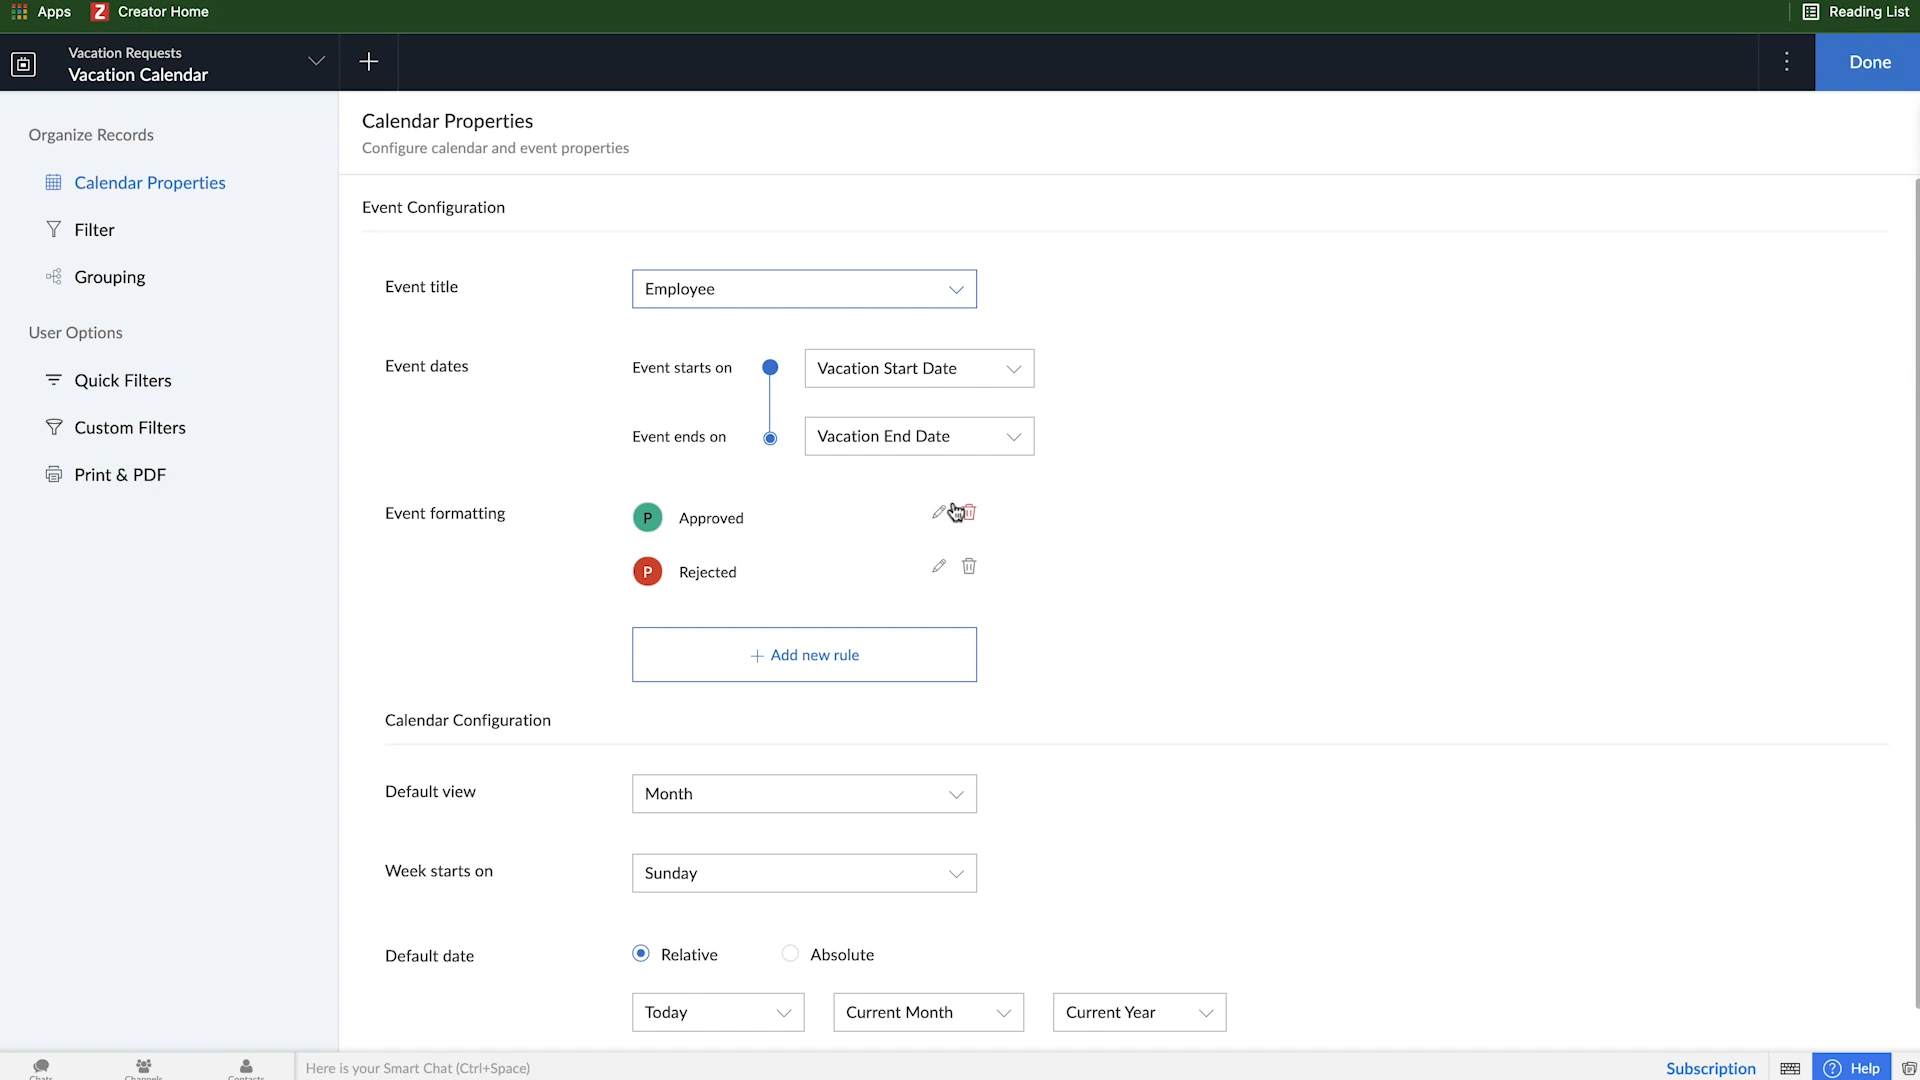 Apps
Z Creator Home
Reading List
Vacation Requests
Vacation Calendar
Done
Organize Records
Calendar Properties
Filter
Grouping
User Options
Quick Filters
Custom Filters
Print & PDF
Calendar Properties
Configure calendar and event properties
Event Configuration
Event title
Employee
Event dates
Event starts on
Vacation Start Date
Event ends on
Vacation End Date
Event formatting
P Approved
P Rejected
+ Add new rule
Calendar Configuration
Default view
Month
Week starts on
Sunday
Default date
Relative
Absolute
Today
Current Month
Current Year
Chats
Channels
Contacts
Here is your Smart Chat (Ctrl+Space)
Subscription
? Help